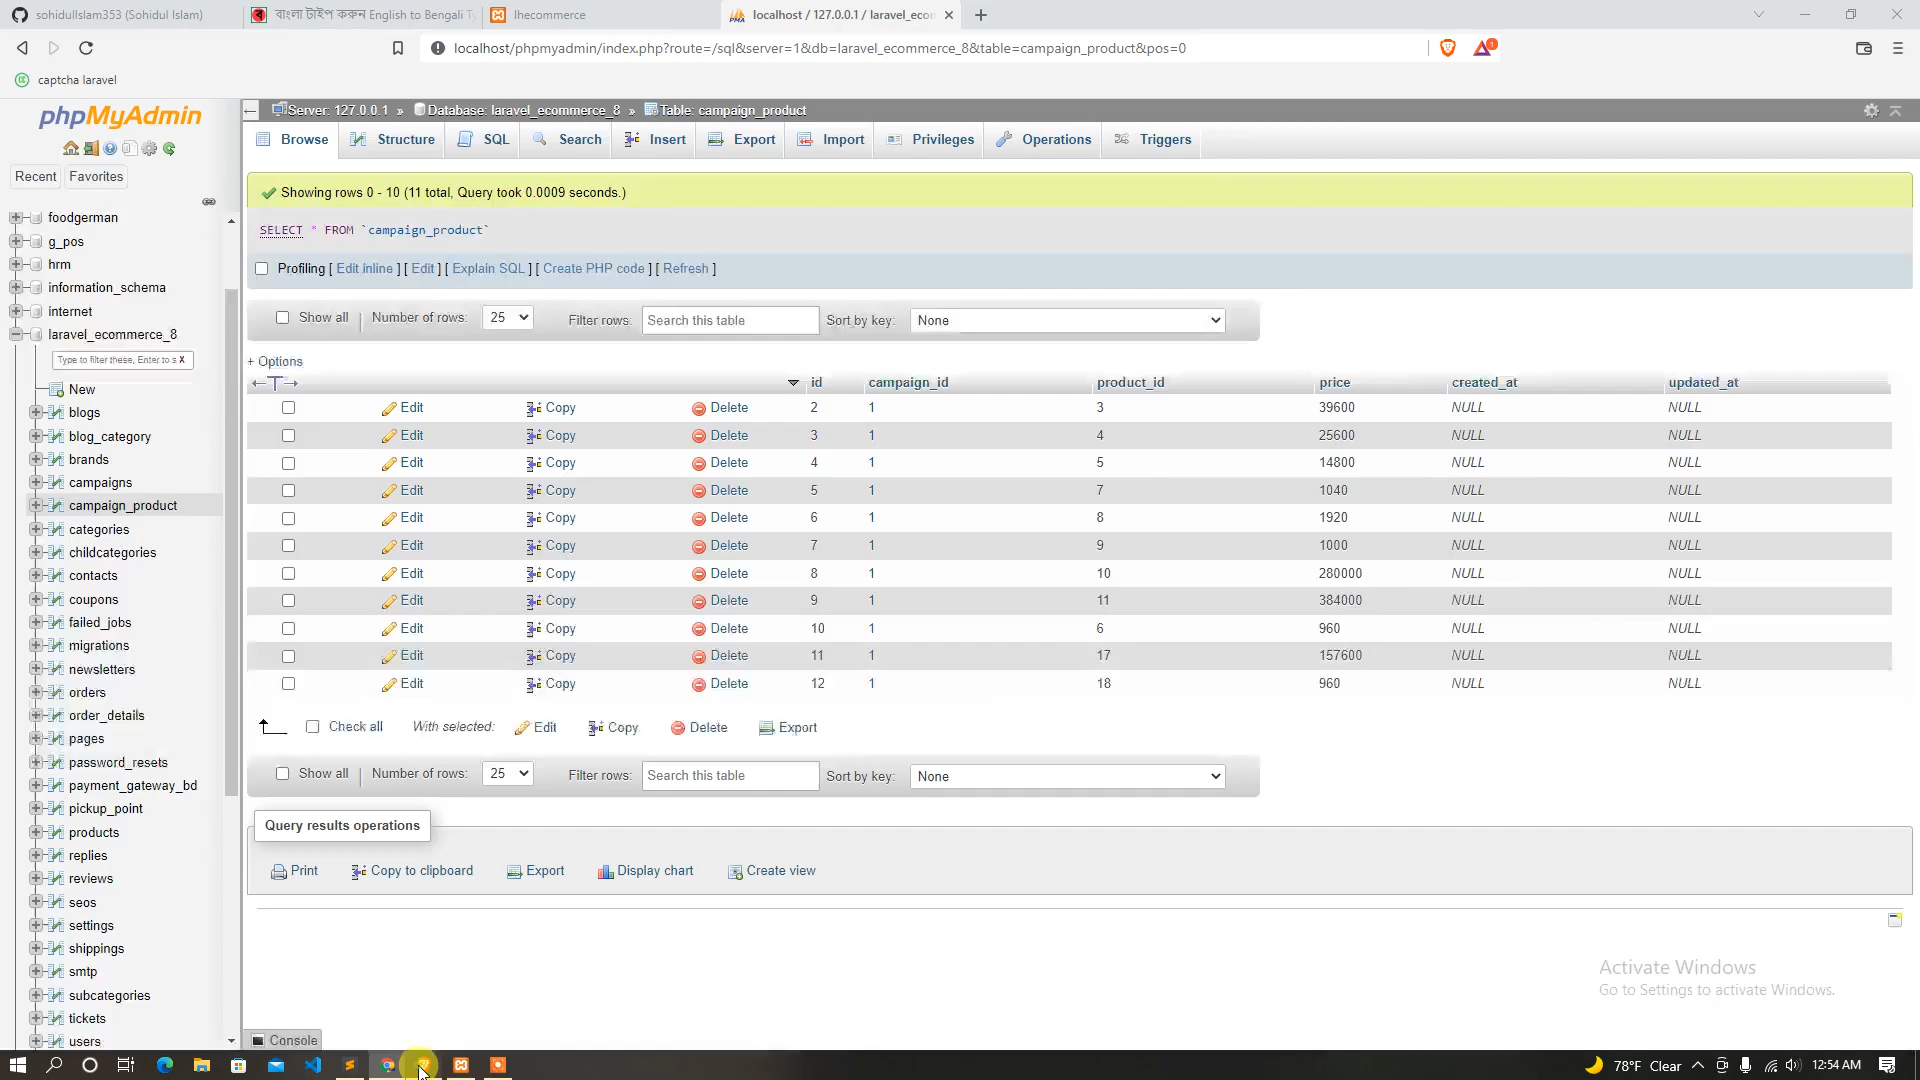 sohidulIslam353 (Sohidul Islam)
বাংলা টাইপ করুন English to Bengali Ty
lhecommerce
localhost / 127.0.0.1 / laravel_econ
localhost/phpmyadmin/index.php?route=/sql&server=1&db=laravel_ecommerce_8&table=campaign_product&pos=0
captcha laravel
phpMyAdmin
Recent Favorites
foodgerman
g_pos
hrm
information_schema
internet
laravel_ecommerce_8
Type to filter these, Enter to s X
New
blogs
blog_category
brands
campaigns
campaign_product
categories
childcategories
contacts
coupons
failed_jobs
migrations
newsletters
orders
order_details
pages
password_resets
payment_gateway_bd
pickup_point
products
replies
reviews
seos
settings
shippings
smtp
subcategories
tickets
users
Server: 127.0.0.1 » Database: laravel_ecommerce_8 » Table: campaign_product
Browse Structure SQL Search Insert Export Import Privileges Operations Triggers
Showing rows 0 - 10 (11 total, Query took 0.0009 seconds.)
SELECT * FROM `campaign_product`
Profiling [ Edit inline ] [ Edit ] [ Explain SQL ] [ Create PHP code ] [ Refresh ]
Show all | Number of rows: 25 Filter rows: Search this table Sort by key: None
+ Options
id campaign_id product_id price created_at updated_at
Edit Copy Delete 2 1 3 39600 NULL NULL
Edit Copy Delete 3 1 4 25600 NULL NULL
Edit Copy Delete 4 1 5 14800 NULL NULL
Edit Copy Delete 5 1 7 1040 NULL NULL
Edit Copy Delete 6 1 8 1920 NULL NULL
Edit Copy Delete 7 1 9 1000 NULL NULL
Edit Copy Delete 8 1 10 280000 NULL NULL
Edit Copy Delete 9 1 11 384000 NULL NULL
Edit Copy Delete 10 1 6 960 NULL NULL
Edit Copy Delete 11 1 17 157600 NULL NULL
Edit Copy Delete 12 1 18 960 NULL NULL
Check all With selected: Edit Copy Delete Export
Show all | Number of rows: 25 Filter rows: Search this table Sort by key: None
Query results operations
Print Copy to clipboard Export Display chart Create view
Activate Windows
Go to Settings to activate Windows.
Console
78°F Clear 12:54 AM